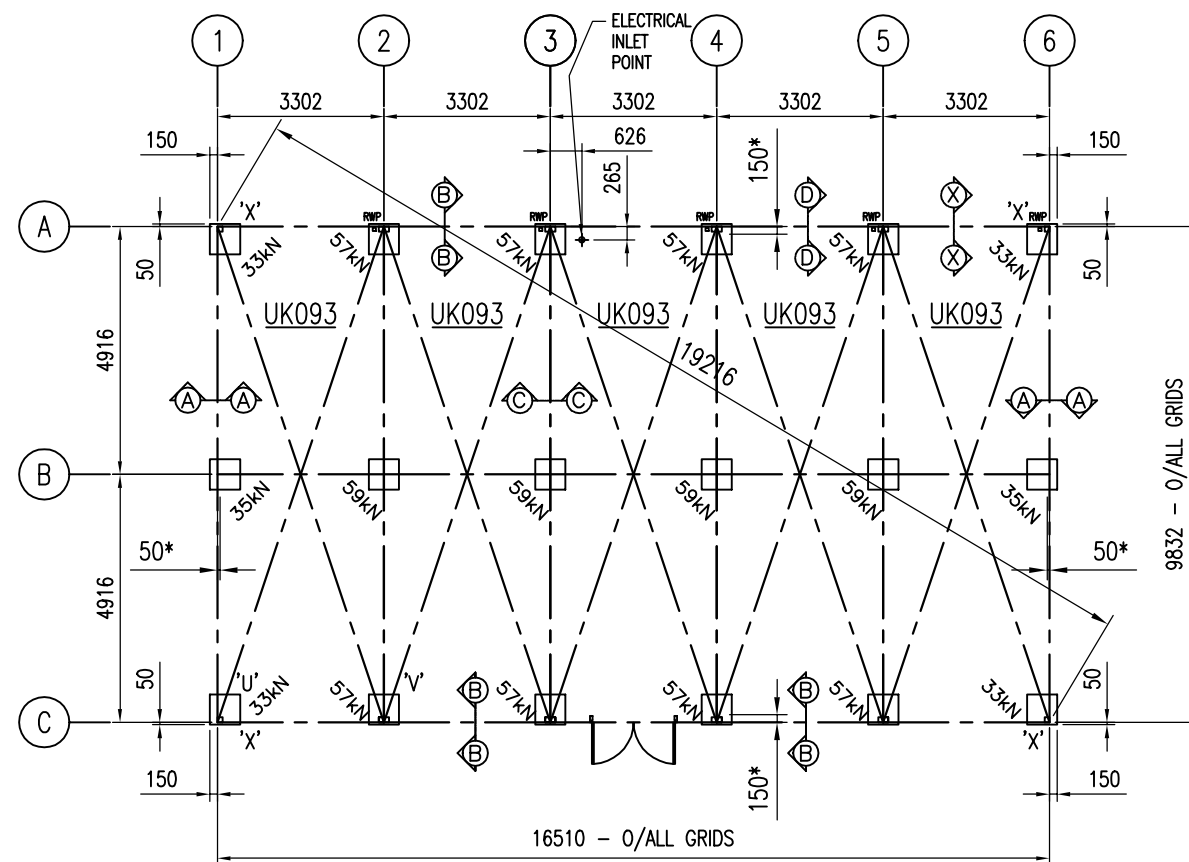 1 2 3 4 5 6
ELECTRICAL
INLET
POINT
3302 3302 3302 3302 3302
150 626 150* 150
265
A
B B D X
'X' RWP RWP RWP RWP 'X' RWP
50 50
B B D X
33kN 57kN 57kN 57kN 57kN 33kN
UK093 UK093 UK093 UK093 UK093
4916
19216
A A C C A A
9832 - O/ALL GRIDS
B
35kN 59kN 59kN 59kN 59kN 35kN
50* 50*
4916
50 'U' 33kN 57kN 'V' 57kN 57kN 57kN 33kN 50
B B
C
'X' 'X'
B B
150 150* 150
16510 - O/ALL GRIDS